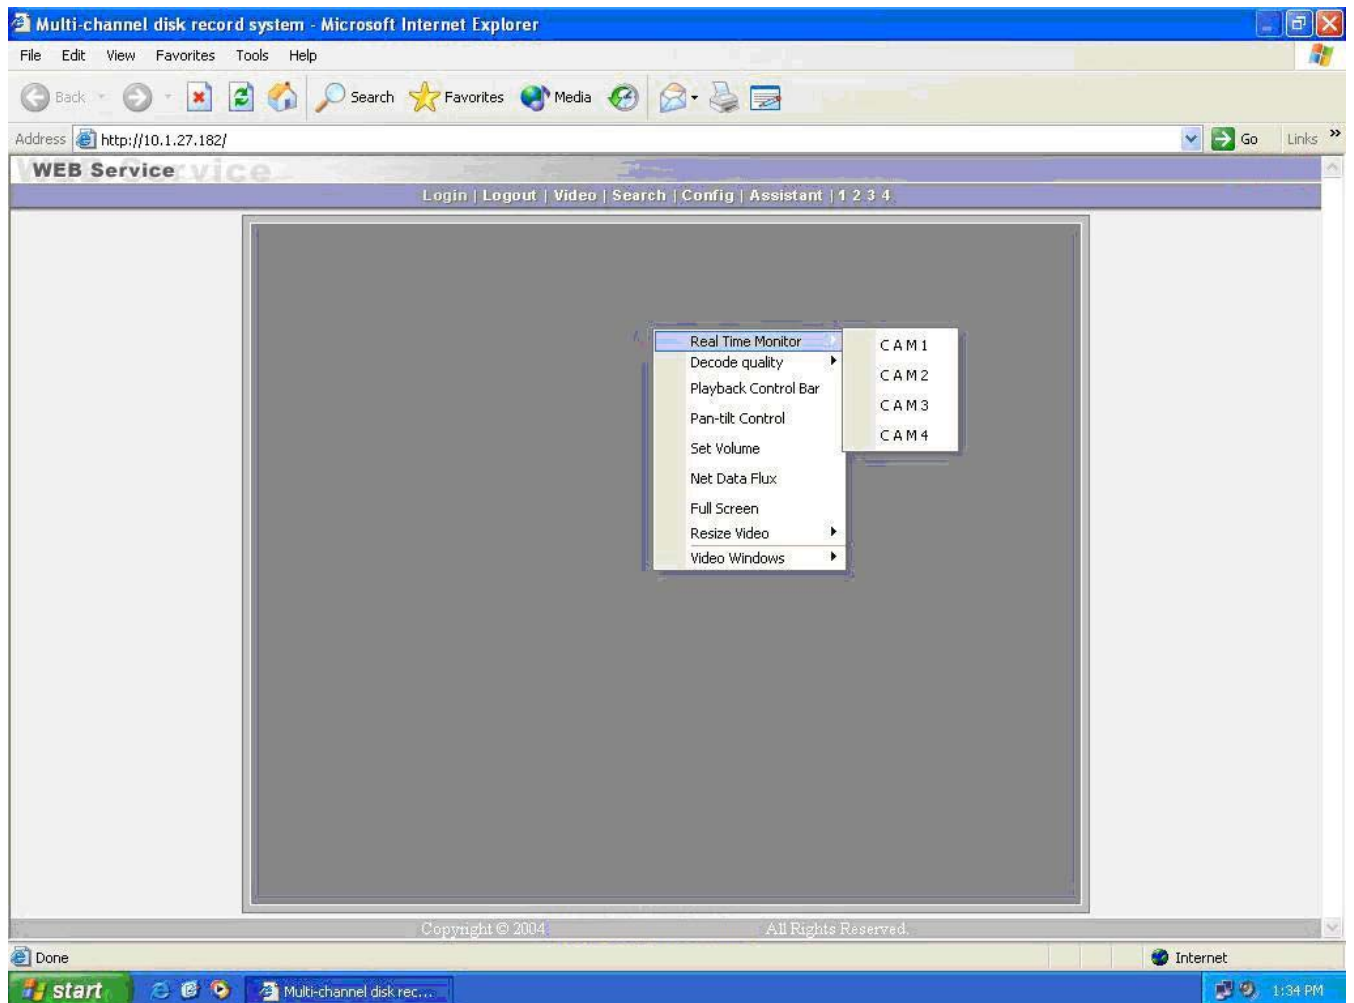 Multi-channel disk record system - Microsoft Internet Explorer
File Edit View Favorites Tools Help
Back Search Favorites Media
Address http://10.1.27.182/ Go Links »
WEB Service
Login | Logout | Video | Search | Config | Assistant | 1 2 3 4
Real Time Monitor
Decode quality
Playback Control Bar
Pan-tilt Control
Set Volume
Net Data Flux
Full Screen
Resize Video
Video Windows
CAM1
CAM2
CAM3
CAM4
Copyright © 2004 All Rights Reserved.
Done Internet
start Multi-channel disk rec... 1:34 PM